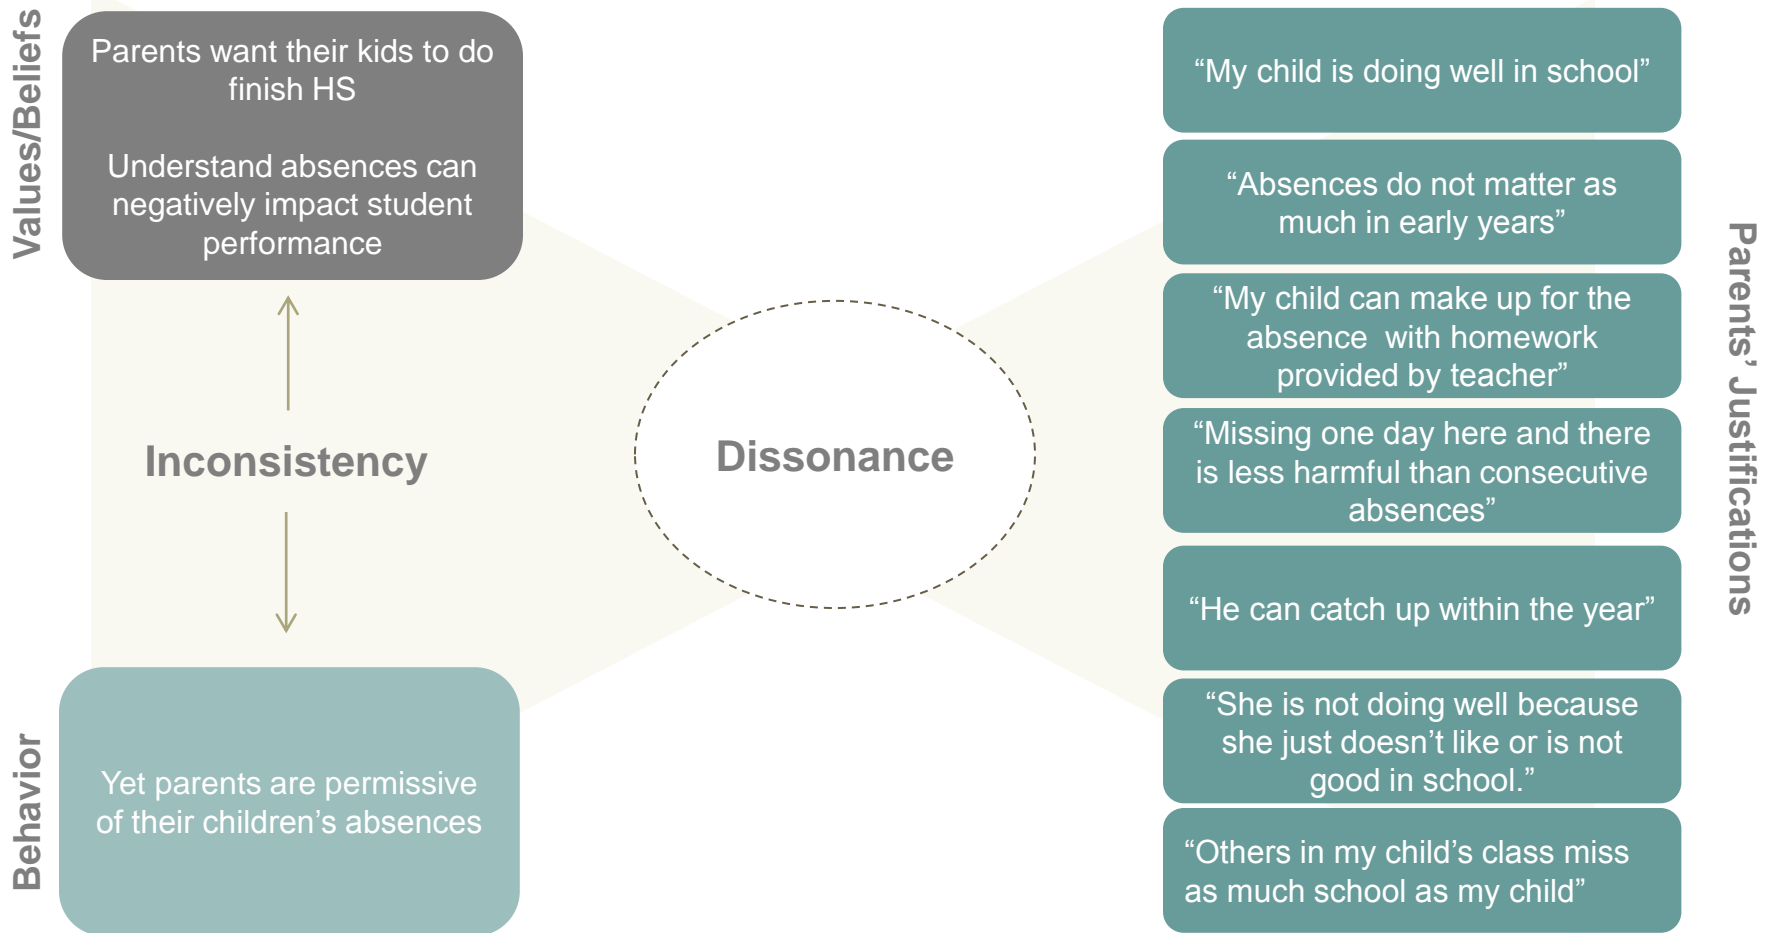 Values/Beliefs
Parents want their kids to do
finish HS
Understand absences can
negatively impact student
performance
Inconsistency
Behavior
Yet parents are permissive
of their children’s absences
Dissonance
“My child is doing well in school”
“Absences do not matter as
much in early years”
“My child can make up for the
absence  with homework
provided by teacher”
“Missing one day here and there
is less harmful than consecutive
absences”
“He can catch up within the year”
“She is not doing well because
she just doesn’t like or is not
good in school.”
“Others in my child’s class miss
as much school as my child”
Parents’ Justifications